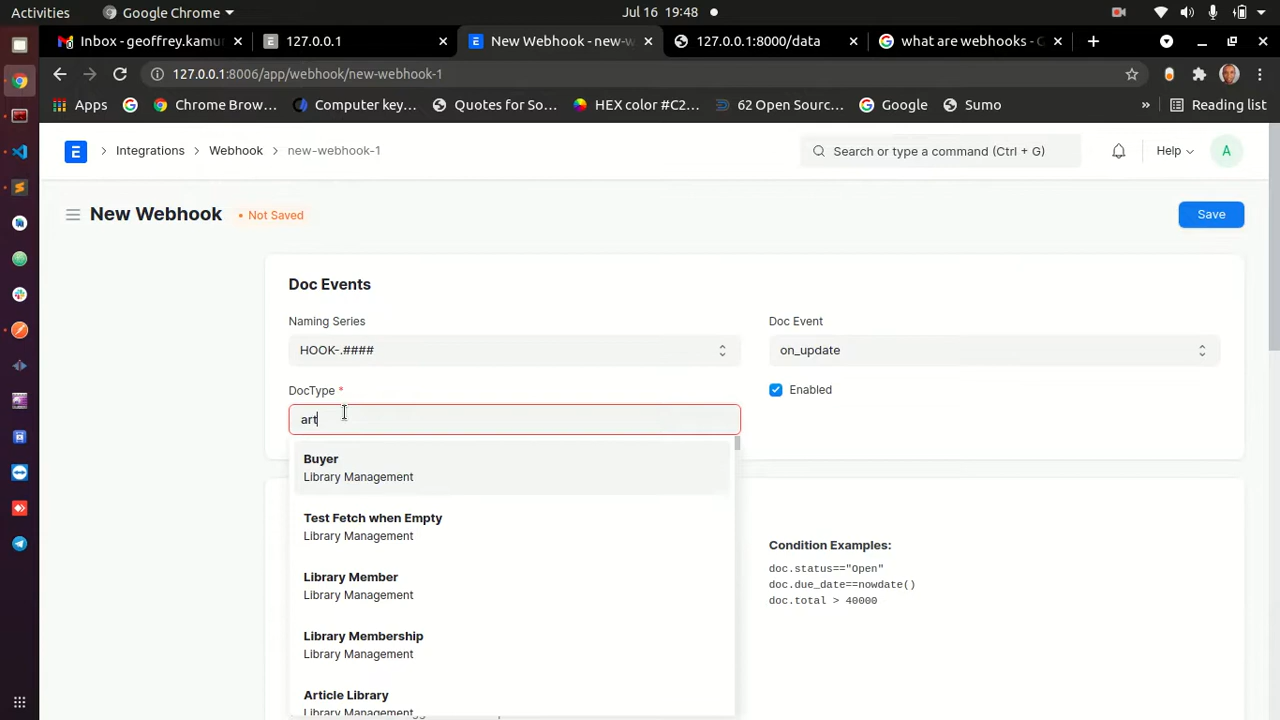 Activities
Google Chrome
Jul 16 19:48
Inbox - geoffrey.kamu
127.0.0.1
New Webhook - new-w
127.0.0.1:8000/data
what are webhooks - G
127.0.0.1:8006/app/webhook/new-webhook-1
Apps
Chrome Brow...
Computer key...
Quotes for So...
HEX color #C2...
62 Open Sourc...
Google
Sumo
»
Reading list
E
Integrations
Webhook
new-webhook-1
Search or type a command (Ctrl + G)
Help
A
New Webhook
• Not Saved
Save
Doc Events
Naming Series
HOOK-.####
Doc Event
on_update
DocType *
art
Enabled
Buyer
Library Management
Test Fetch when Empty
Library Management
Library Member
Library Management
Library Membership
Library Management
Article Library
Library Management
Condition Examples:
doc.status=="Open"
doc.due_date==nowdate()
doc.total > 40000